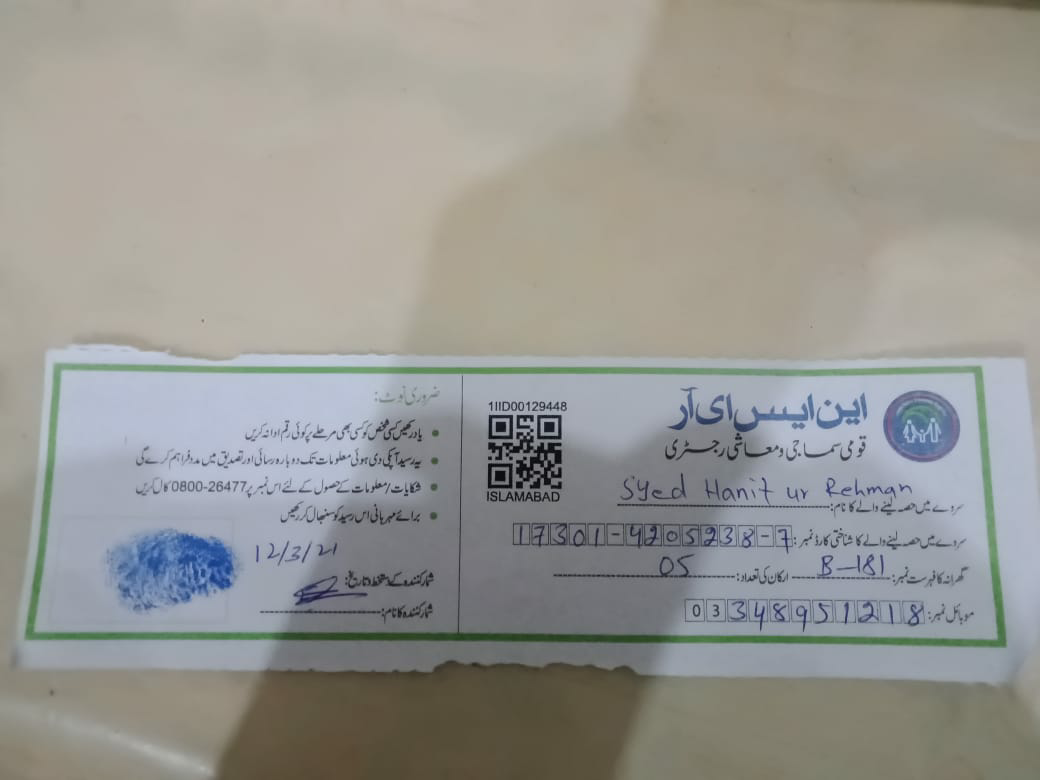 این ایس ای آر
قومی سماجی و معاشی رجسٹری
1IID00129448
ISLAMABAD
سروے میں حصہ لینے والے کا نام: Syed Hanif ur Rehman
سروے میں حصہ لینے والے کا شناختی کارڈ نمبر: 17301-4205238-7
گھرانہ کا فہرست نمبر: B-181 ارکان کی تعداد: 05
موبائل نمبر: 03348951218
ضروری نوٹ:
یاد رکھیں کسی شخص کو کسی بھی مرحلے پر کوئی رقم ادا نہ کریں
یہ رسید آپکی دی ہوئی معلومات تک دوبارہ رسائی اور تصدیق میں مدد فراہم کرے گی
شکایات/معلومات کے حصول کے لئے اس نمبر پر 0800-26477 کال کریں
برائے مہربانی اس رسید کو سنبھال کر رکھیں
12/3/21
شمار کنندہ کے دستخط و تاریخ:
شمار کنندہ کا نام: